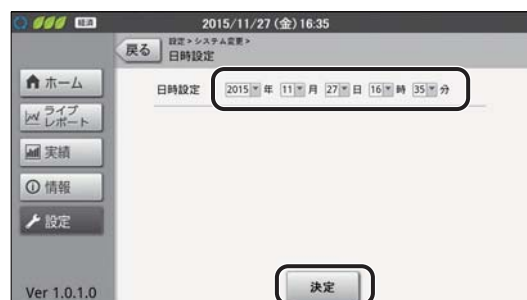 経済
2015/11/27 (金) 16:35
戻る
設定>システム変更>
日時設定
ホーム
ライブ
レポート
実績
情報
設定
日時設定 2015 年 11 月 27 日 16 時 35 分
決定
Ver 1.0.1.0